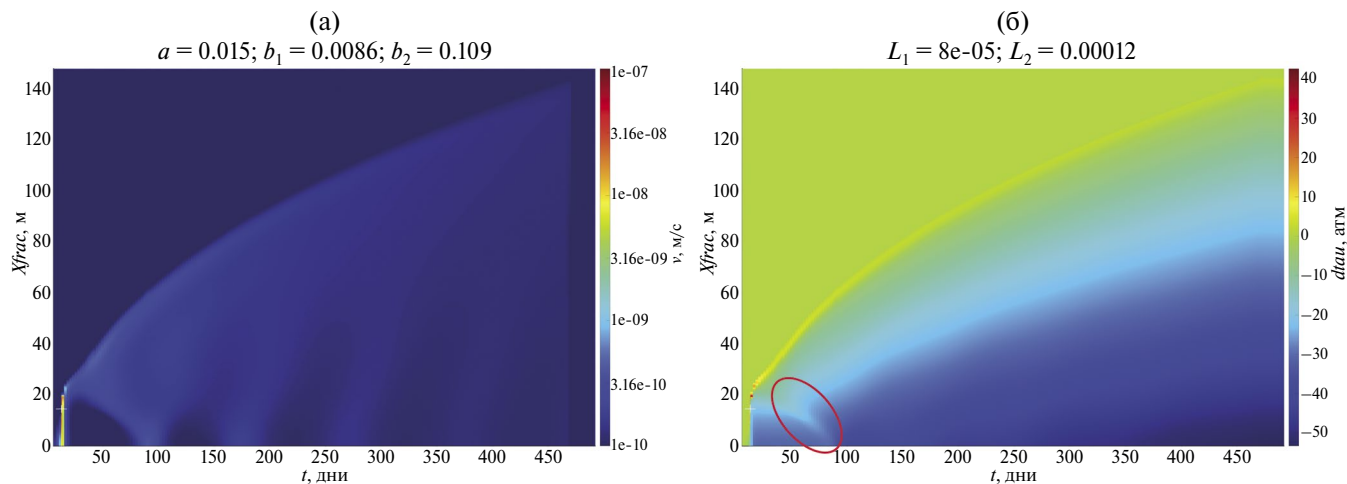 (а)
a = 0.015; b₁ = 0.0086; b₂ = 0.109
Xfrac, м
140
120
100
80
60
40
20
0
50 100 150 200 250 300 350 400 450
t, дни
1e-07
3.16e-08
1e-08
3.16e-09
1e-09
3.16e-10
1e-10
v, м/с
(б)
L₁ = 8e-05; L₂ = 0.00012
Xfrac, м
140
120
100
80
60
40
20
0
50 100 150 200 250 300 350 400 450
t, дни
40
30
20
10
0
−10
−20
−30
−40
−50
dtau, атм